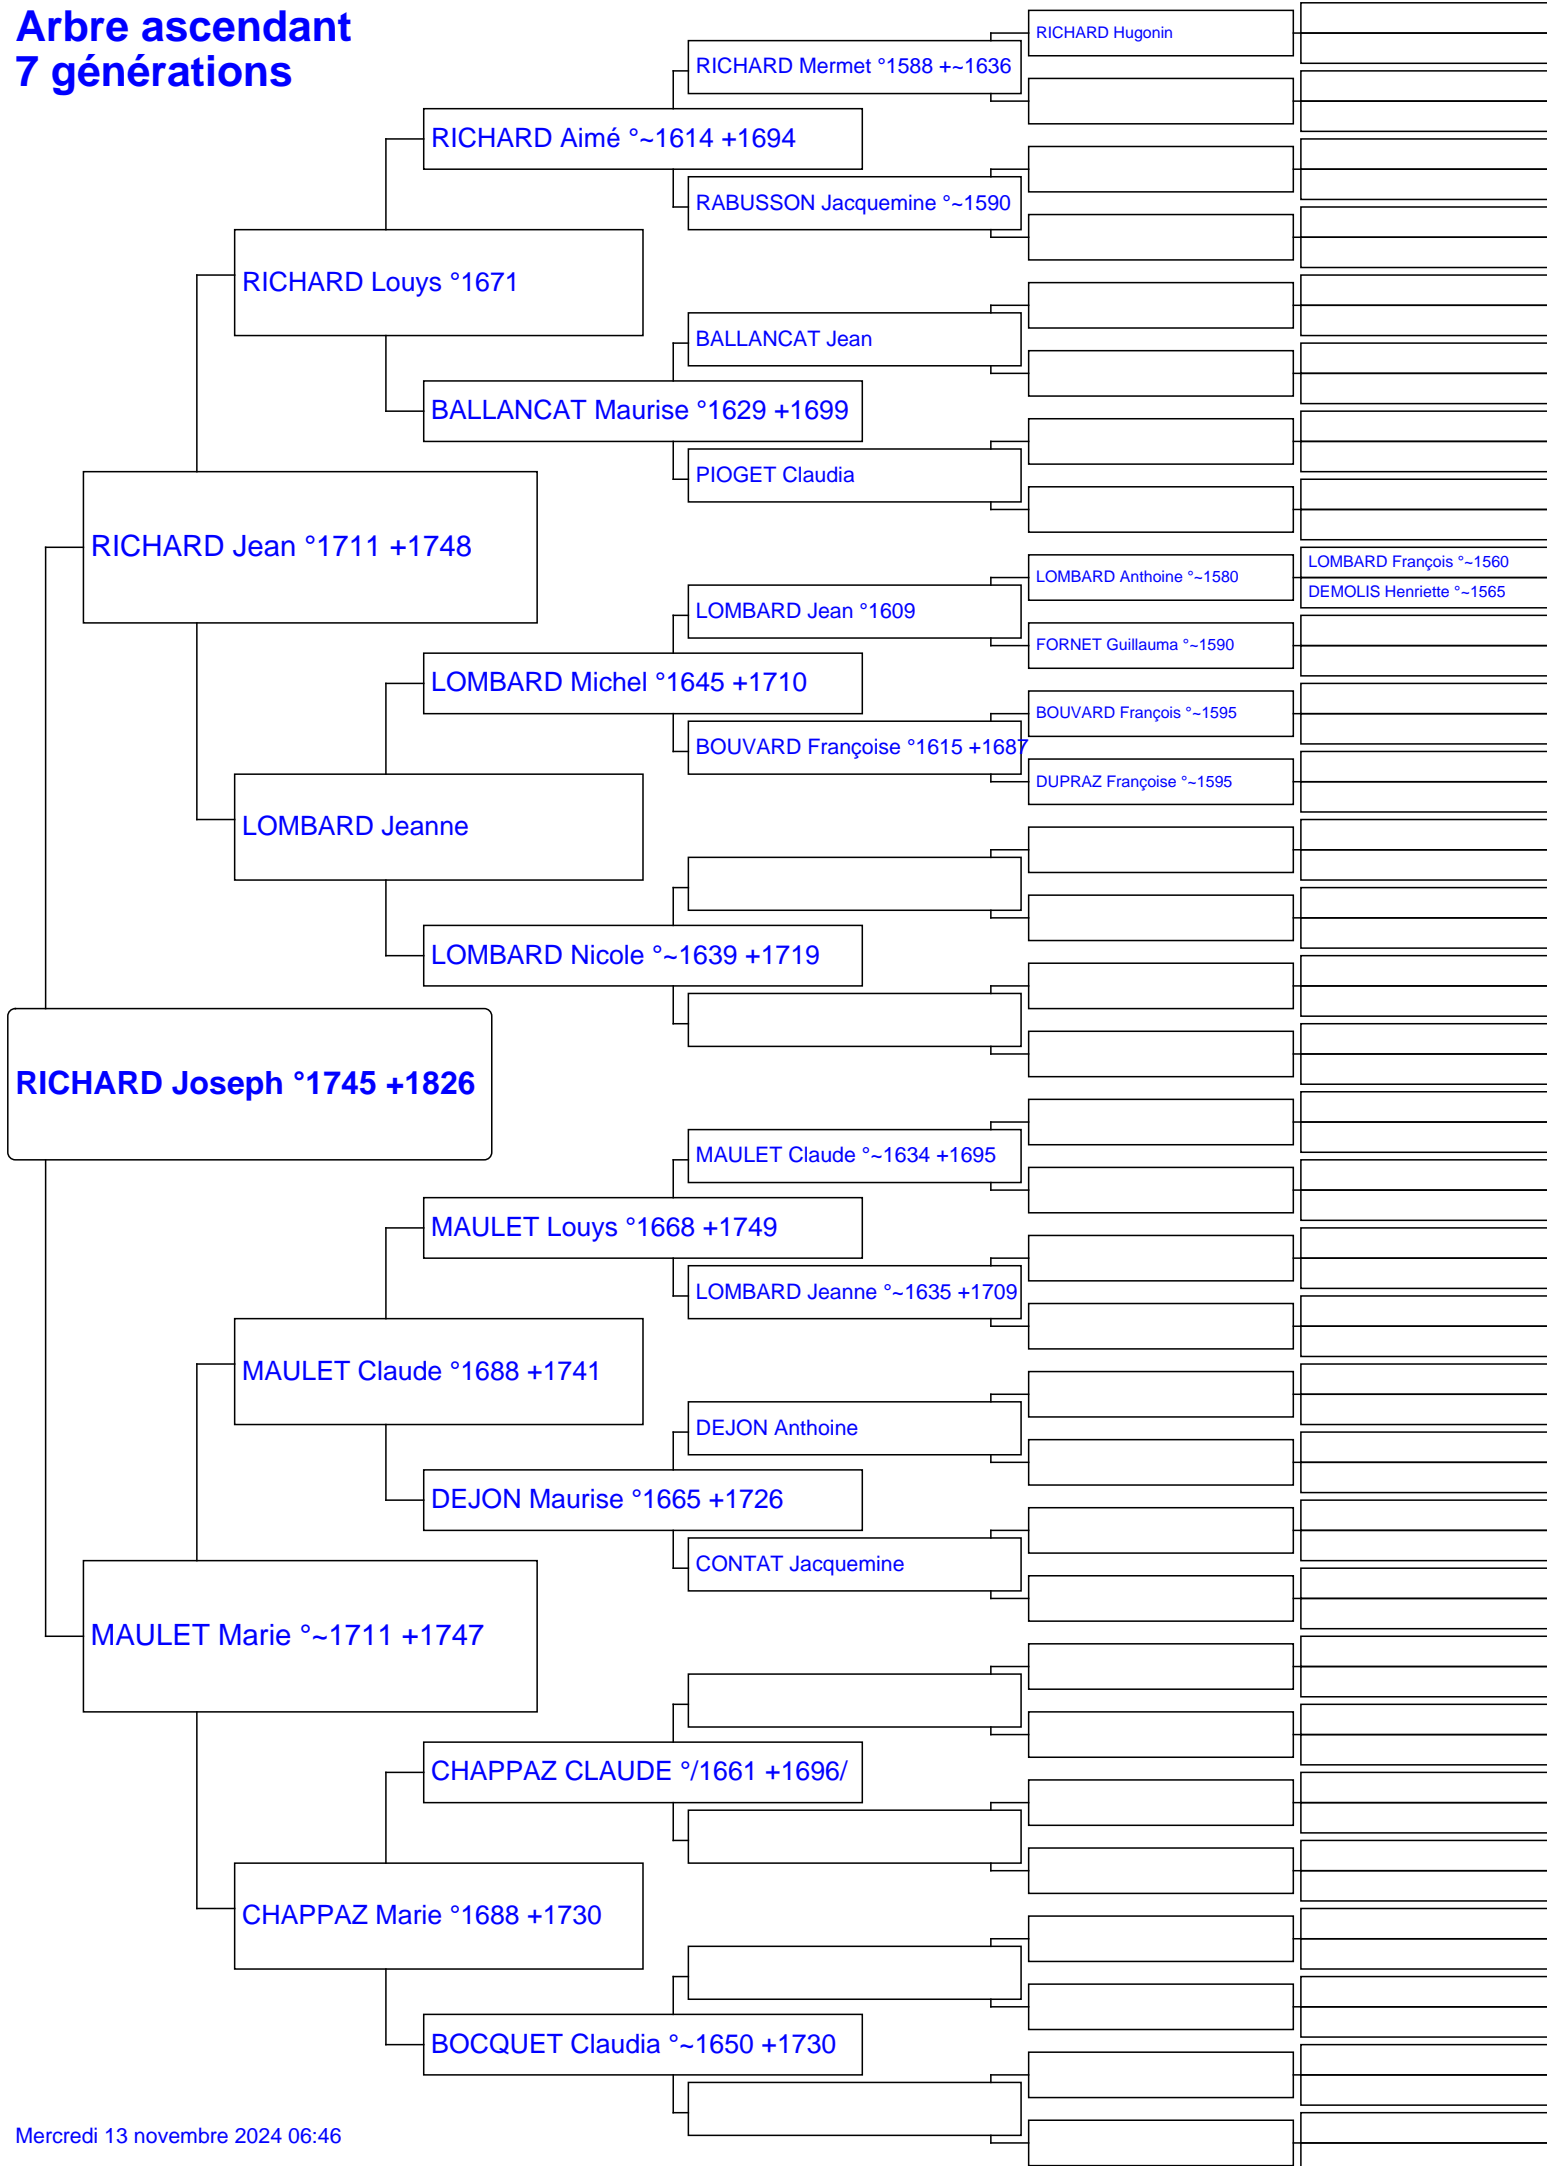 Arbre ascendant
7 générations
RICHARD Hugonin
RICHARD Mermet °1588 +~1636
RICHARD Aimé °~1614 +1694
RABUSSON Jacquemine °~1590
RICHARD Louys °1671
BALLANCAT Jean
BALLANCAT Maurise °1629 +1699
PIOGET Claudia
RICHARD Jean °1711 +1748
LOMBARD François °~1560
LOMBARD Anthoine °~1580
DEMOLIS Henriette °~1565
LOMBARD Jean °1609
FORNET Guillauma °~1590
LOMBARD Michel °1645 +1710
BOUVARD François °~1595
BOUVARD Françoise °1615 +1687
DUPRAZ Françoise °~1595
LOMBARD Jeanne
LOMBARD Nicole °~1639 +1719
RICHARD Joseph °1745 +1826
MAULET Claude °~1634 +1695
MAULET Louys °1668 +1749
LOMBARD Jeanne °~1635 +1709
MAULET Claude °1688 +1741
DEJON Anthoine
DEJON Maurise °1665 +1726
CONTAT Jacquemine
MAULET Marie °~1711 +1747
CHAPPAZ CLAUDE °/1661 +1696/
CHAPPAZ Marie °1688 +1730
BOCQUET Claudia °~1650 +1730
Mercredi 13 novembre 2024 06:46